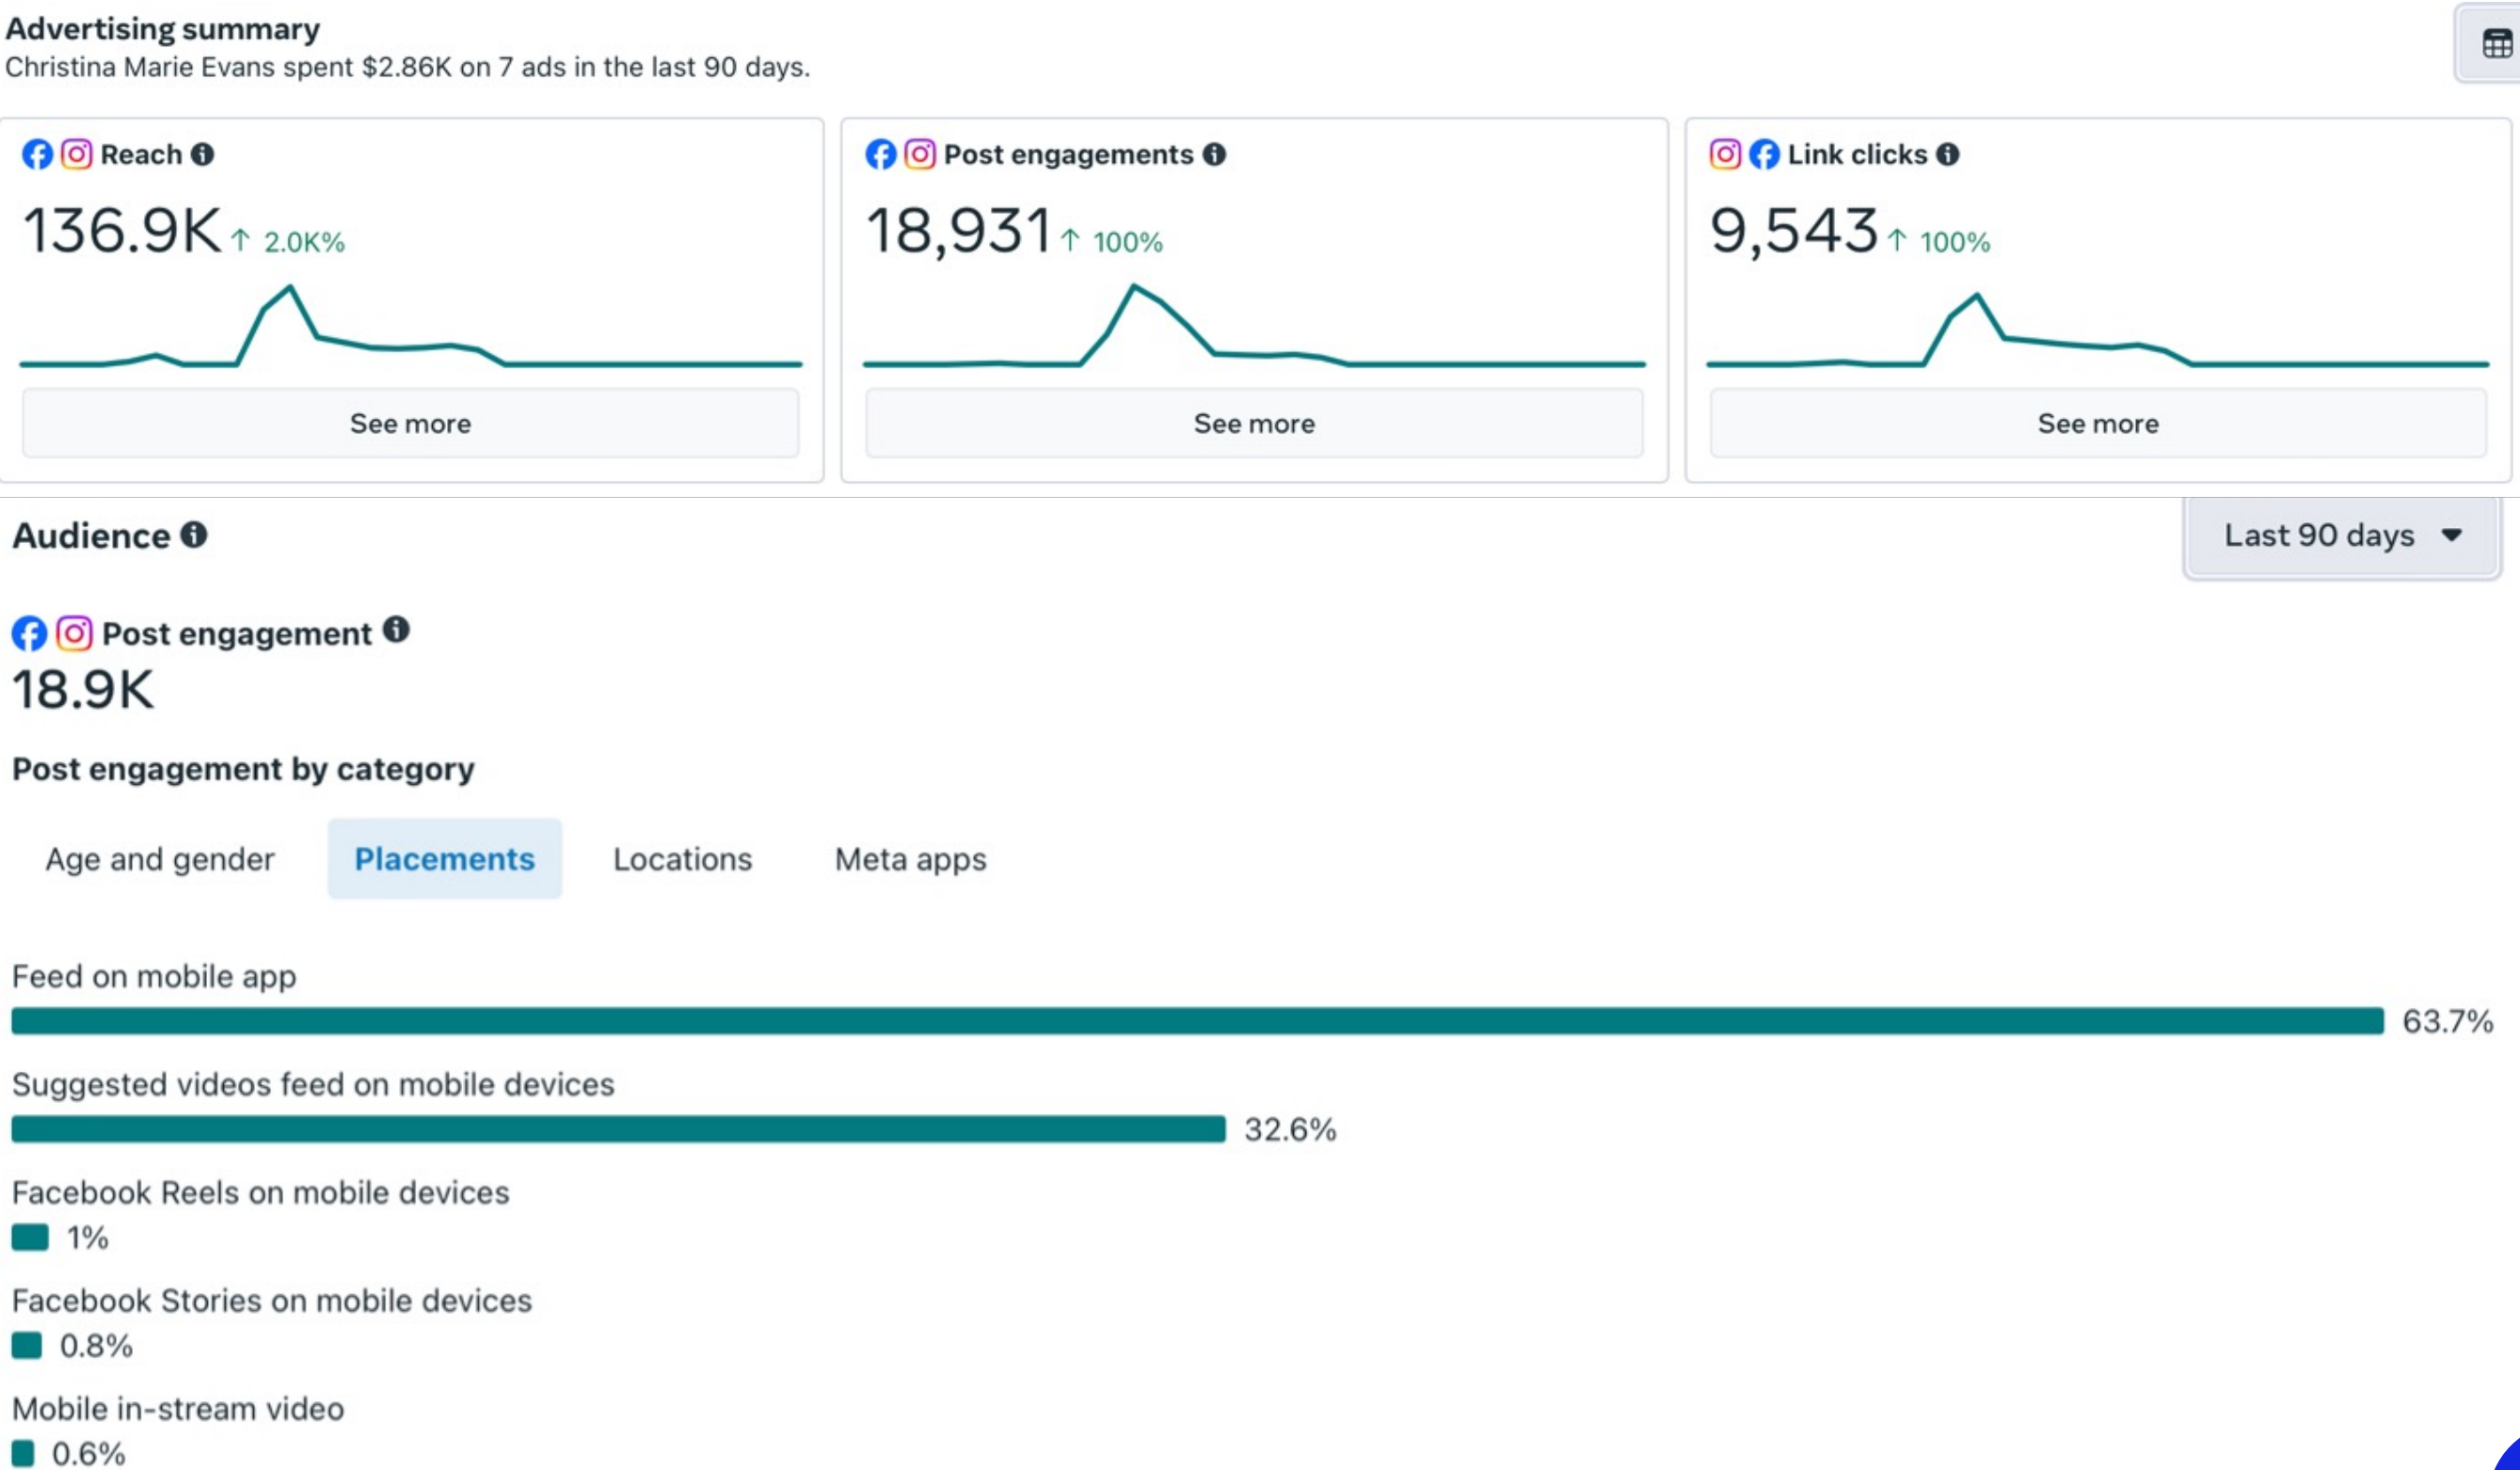 Advertising summary
Christina Marie Evans spent $2.86K on 7 ads in the last 90 days.
Reach
136.9K ↑ 2.0K%
See more
Post engagements
18,931 ↑ 100%
See more
Link clicks
9,543 ↑ 100%
See more
Audience
Last 90 days
Post engagement
18.9K
Post engagement by category
Age and gender Placements Locations Meta apps
Feed on mobile app
63.7%
Suggested videos feed on mobile devices
32.6%
Facebook Reels on mobile devices
1%
Facebook Stories on mobile devices
0.8%
Mobile in-stream video
0.6%